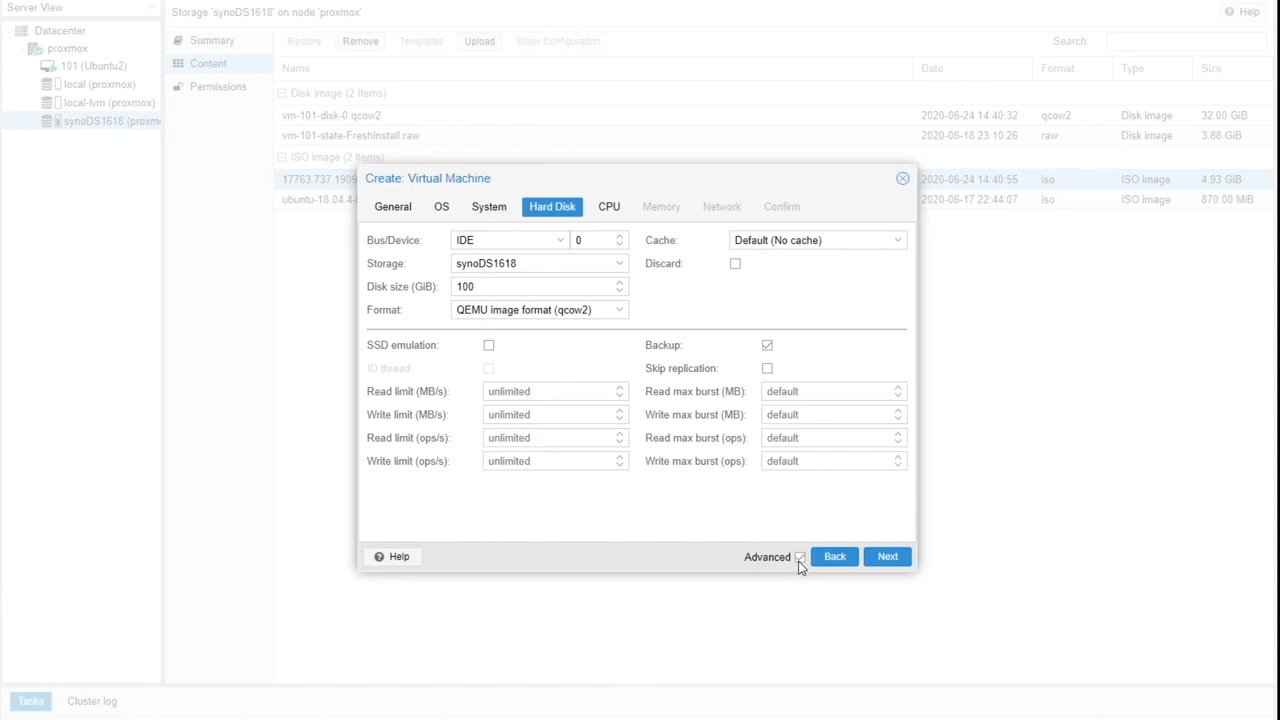 Server View
Storage 'synoDS1618' on node 'proxmox'
Help
Datacenter
proxmox
101 (Ubuntu2)
local (proxmox)
local-lvm (proxmox)
synoDS1618 (proxm
Summary
Content
Permissions
Restore Remove Templates Upload Show Configuration Search:
Name Date Format Type Size
Disk image (2 Items)
vm-101-disk-0.qcow2 2020-06-24 14:40:32 qcow2 Disk image 32.00 GiB
vm-101-state-FreshInstall.raw 2020-06-18 23:10:26 raw Disk image 3.88 GiB
ISO image (2 Items)
17763.737.1909 2020-06-24 14:40:55 iso ISO image 4.93 GiB
ubuntu-18.04.4- 2020-06-17 22:44:07 iso ISO image 870.00 MiB
Create: Virtual Machine
General OS System Hard Disk CPU Memory Network Confirm
Bus/Device: IDE 0 Cache: Default (No cache)
Storage: synoDS1618 Discard:
Disk size (GiB): 100
Format: QEMU image format (qcow2)
SSD emulation: Backup:
IO thread: Skip replication:
Read limit (MB/s): unlimited Read max burst (MB): default
Write limit (MB/s): unlimited Write max burst (MB): default
Read limit (ops/s): unlimited Read max burst (ops): default
Write limit (ops/s): unlimited Write max burst (ops): default
Help Advanced Back Next
Tasks Cluster log